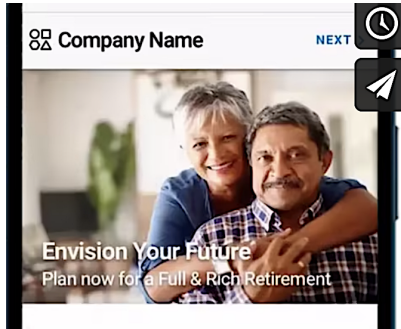 Company Name
NEXT
Envision Your Future
Plan now for a Full & Rich Retirement